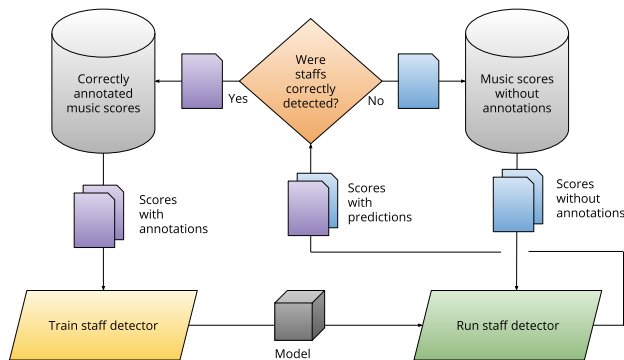 Correctly
annotated
music scores
Yes
Were
staffs
correctly
detected?
No
Music scores
without
annotations
Scores
with
annotations
Scores
with
predictions
Scores
without
annotations
Train staff detector
Model
Run staff detector